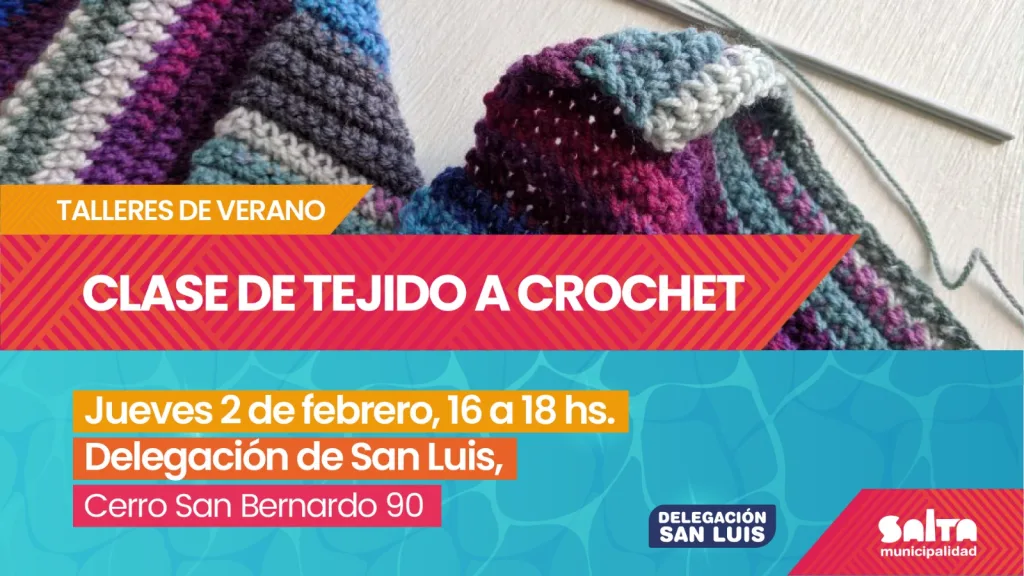 TALLERES DE VERANO
CLASE DE TEJIDO A CROCHET
Jueves 2 de febrero, 16 a 18 hs.
Delegación de San Luis,
Cerro San Bernardo 90
DELEGACIÓN
SAN LUIS
SalTa
municipalidad